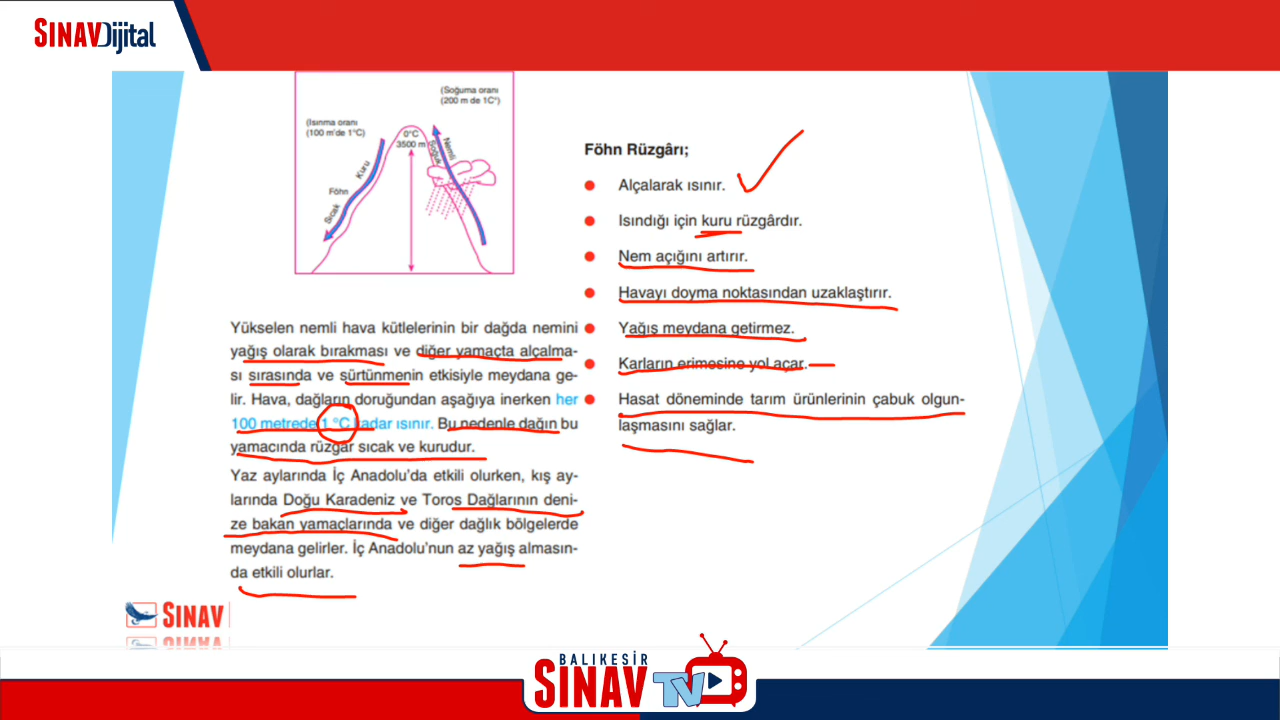 SINAVDijital
(Soğuma oranı
(200 m de 1C°)
(Isınma oranı
(100 m'de 1°C)
0°C
3500 m
Kuru
Föhn
Sıcak
Nemli
Soğuk
Yükselen nemli hava kütlelerinin bir dağda nemini
yağış olarak bırakması ve diğer yamaçta alçalma-
sı sırasında ve sürtünmenin etkisiyle meydana ge-
lir. Hava, dağların doruğundan aşağıya inerken her
100 metrede 1 °C kadar ısınır. Bu nedenle dağın bu
yamacında rüzgar sıcak ve kurudur.
Yaz aylarında İç Anadolu'da etkili olurken, kış ay-
larında Doğu Karadeniz ve Toros Dağlarının deni-
ze bakan yamaçlarında ve diğer dağlık bölgelerde
meydana gelirler. İç Anadolu'nun az yağış almasın-
da etkili olurlar.
Föhn Rüzgârı;
Alçalarak ısınır.
Isındığı için kuru rüzgârdır.
Nem açığını artırır.
Havayı doyma noktasından uzaklaştırır.
Yağış meydana getirmez.
Karların erimesine yol açar.
Hasat döneminde tarım ürünlerinin çabuk olgun-
laşmasını sağlar.
SINAV
BALIKESİR
SINAV TV